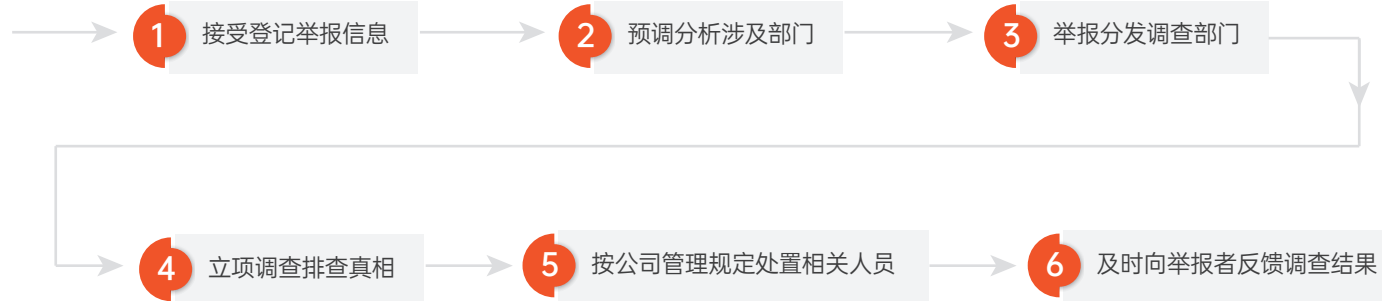 1 接受登记举报信息
2 预调分析涉及部门
3 举报分发调查部门
4 立项调查排查真相
5 按公司管理规定处置相关人员
6 及时向举报者反馈调查结果